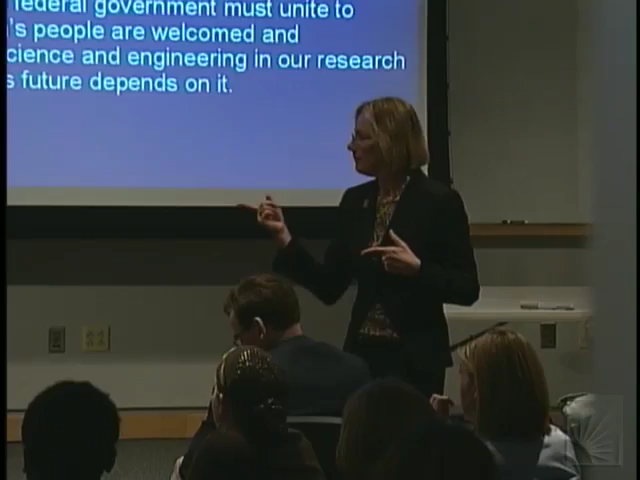 federal government must unite to
's people are welcomed and
cience and engineering in our research
s future depends on it.